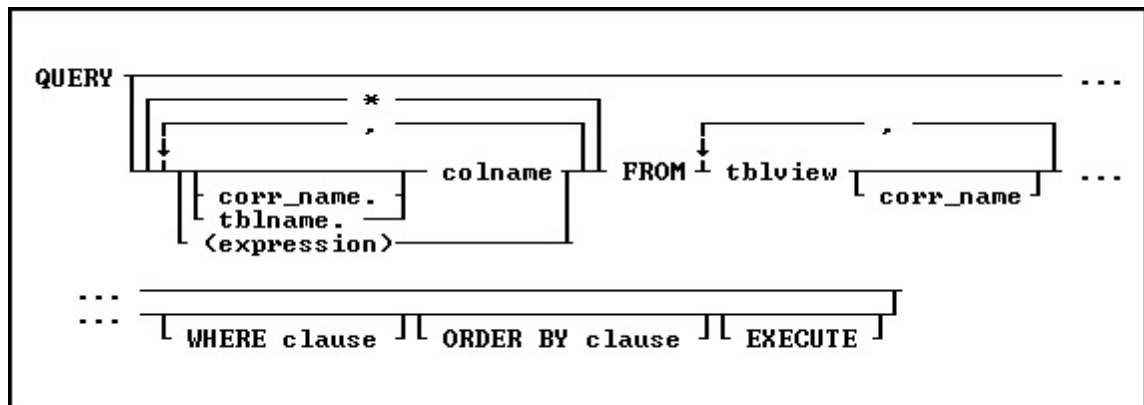 QUERY ...
*
,
,
colname FROM tblview ...
corr_name. corr_name
tblname.
(expression)
...
...
WHERE clause ORDER BY clause EXECUTE